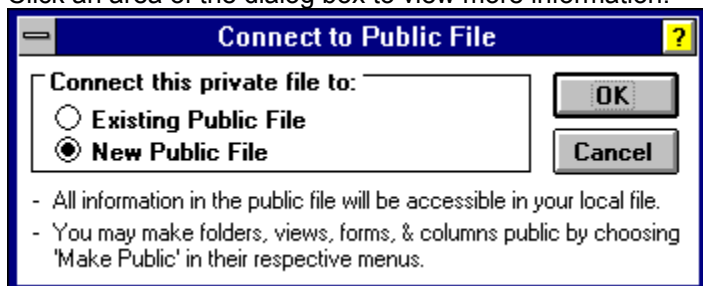 Click an area of the dialog box to view more information.
Connect to Public File ?
Connect this private file to:
Existing Public File
New Public File
OK
Cancel
- All information in the public file will be accessible in your local file.
- You may make folders, views, forms, & columns public by choosing
'Make Public' in their respective menus.